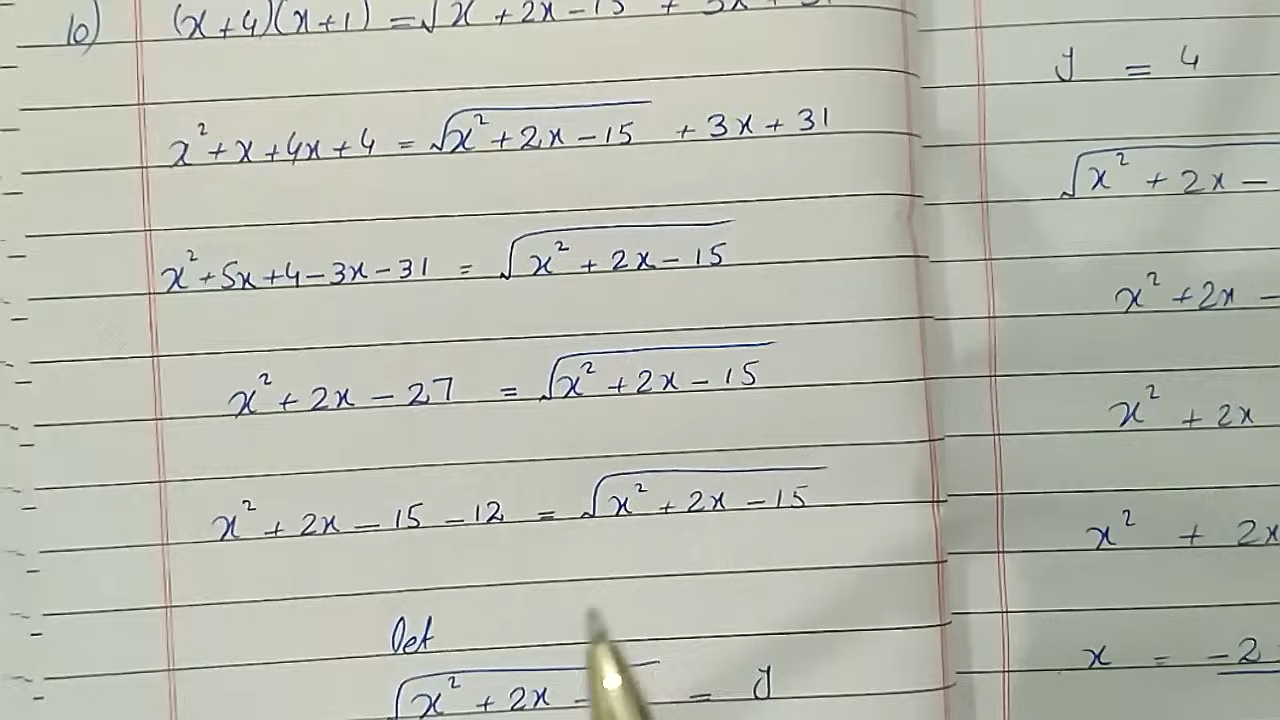 10) (x+4)(x+1) = √x + 2x - 15 + 3x + 31
x² + x + 4x + 4 = √x² + 2x - 15 + 3x + 31
x² + 5x + 4 - 3x - 31 = √x² + 2x - 15
x² + 2x - 27 = √x² + 2x - 15
x² + 2x - 15 - 12 = √x² + 2x - 15
Let
√x² + 2x - = y
y = 4
√x² + 2x -
x² + 2x -
x² + 2x
x² + 2x
x = -2